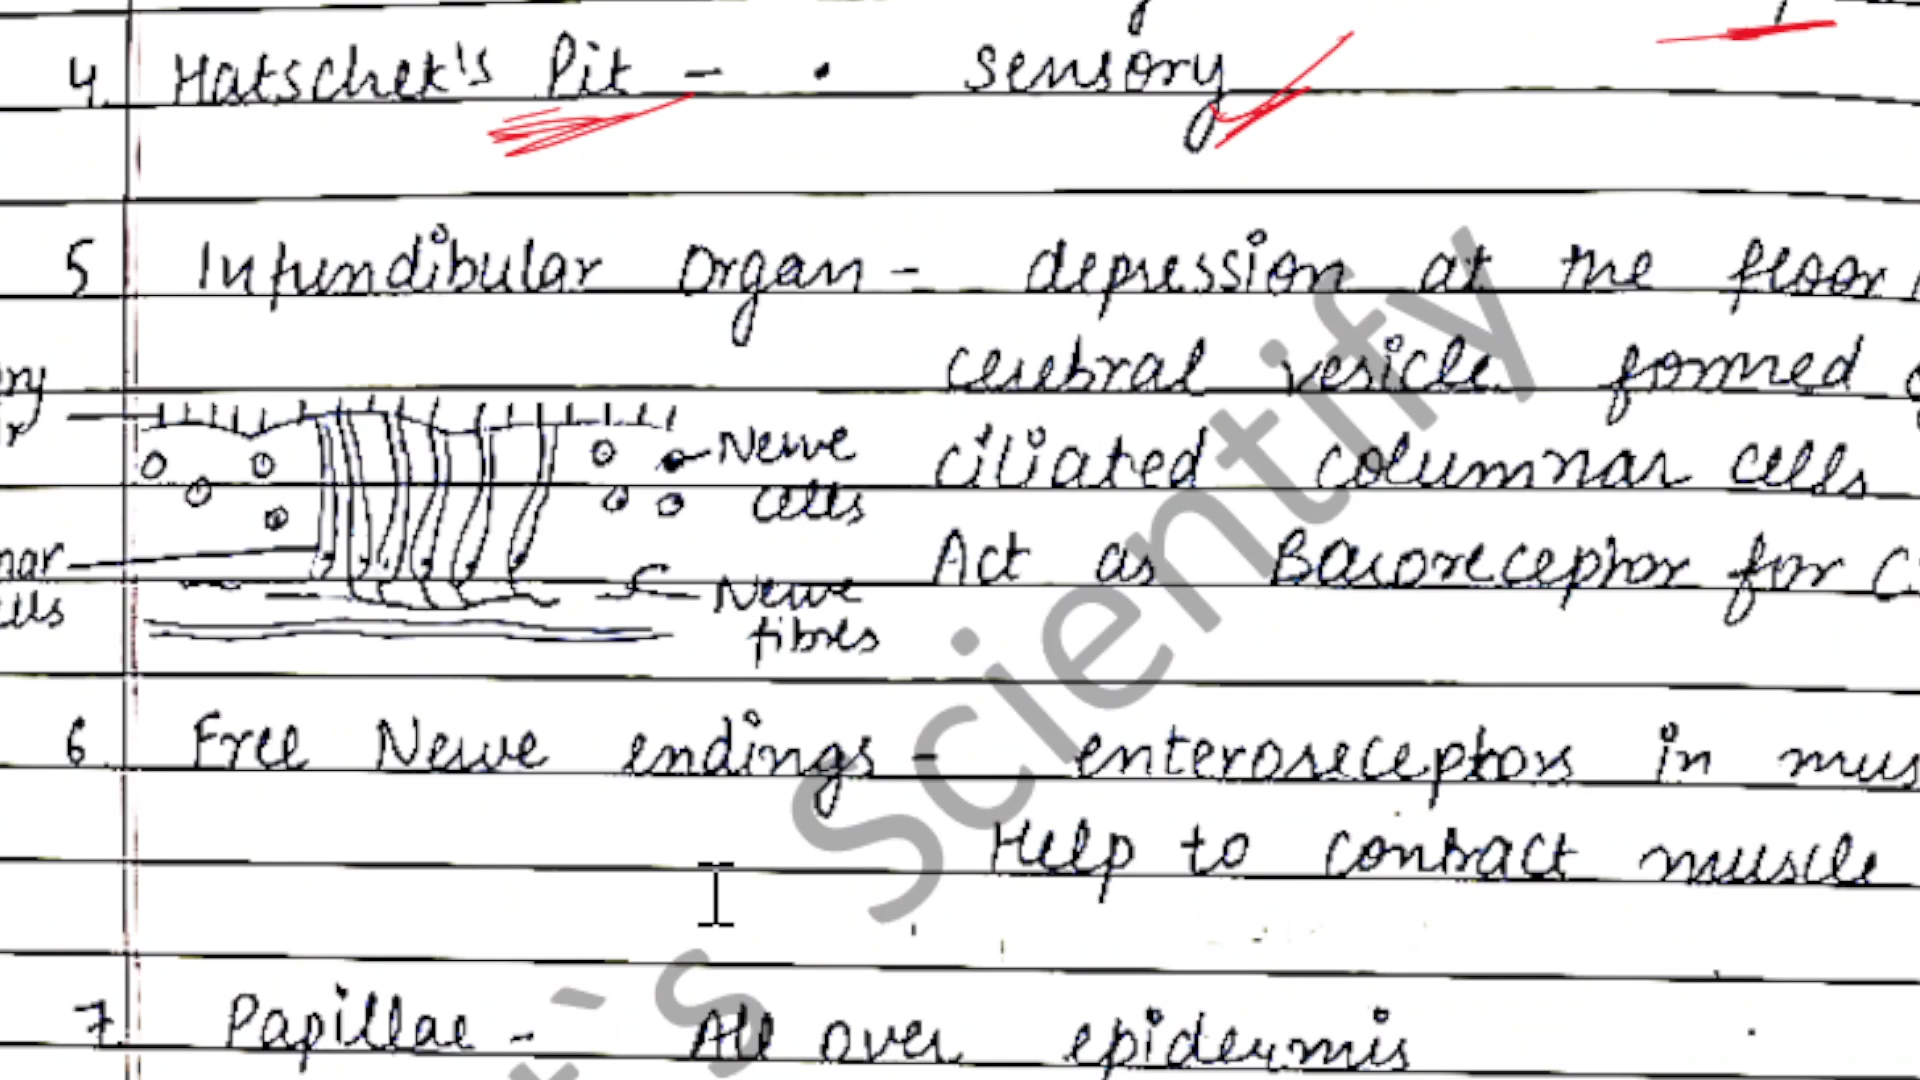 4. Hatschek's Pit - • sensory
5 Infundibular Organ - depression at the floor
cerebral vesicle formed
ciliated columnar cells
Nerve
cells
Act as Baroreceptor for
Nerve
fibres
6 Free Nerve endings - enteroreceptors in mus
Help to contract muscle
7. Papillae - All over epidermis
's Scientify